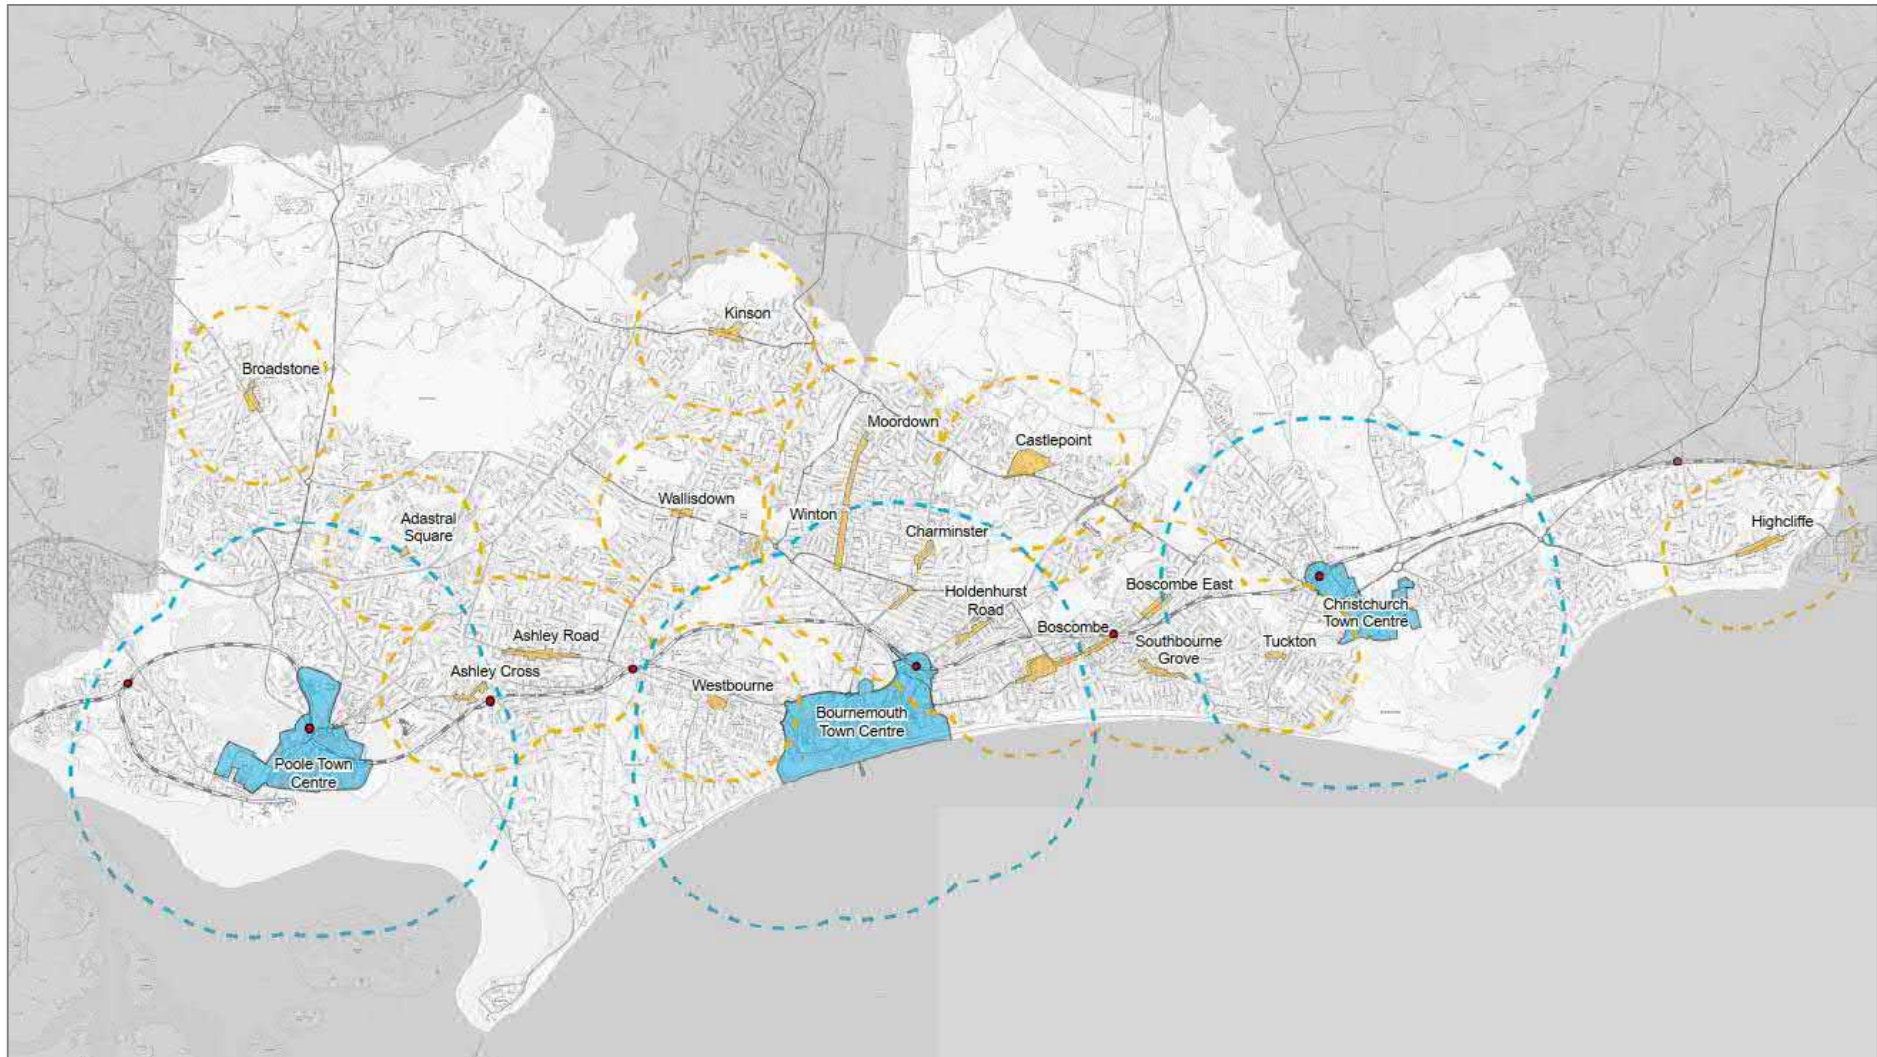 Kinson
Broadstone
Moordown
Castlepoint
Wallisdown
Winton
Adastral
Square
Highcliffe
Charminster
Boscombe East
Holdenhurst
Road
Christchurch
Town Centre
Ashley Road
Boscombe
Southbourne
Grove
Tuckton
Ashley Cross
Westbourne
Bournemouth
Town Centre
Poole Town
Centre